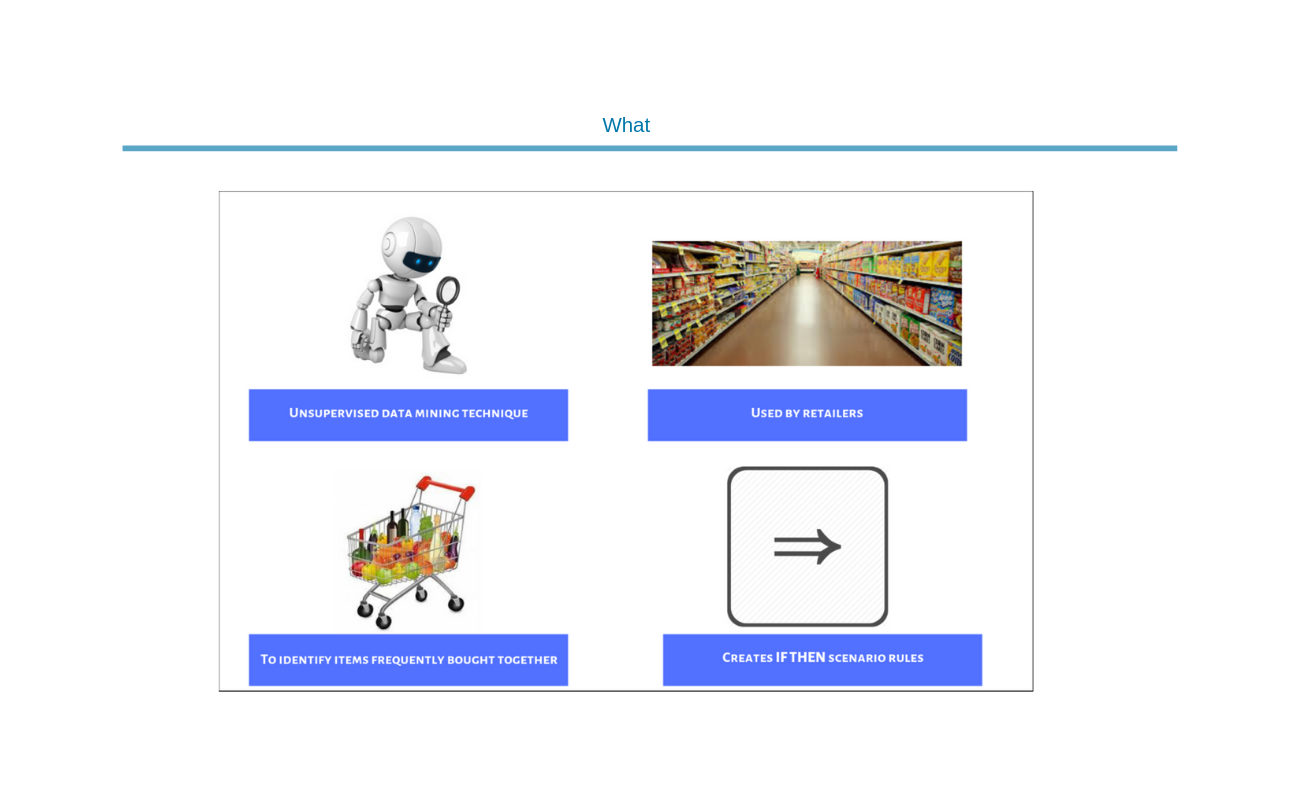 What
Unsupervised data mining technique
Used by retailers
To identify items frequently bought together
Creates IF THEN scenario rules